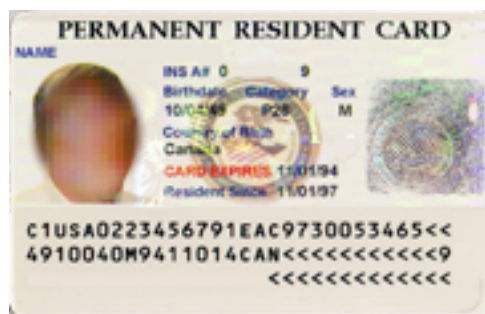 PERMANENT RESIDENT CARD
NAME
INS A# 0 9
Birthdate Category Sex
10/04/49 P26 M
Country of Birth
Canada
CARD EXPIRES 11/01/94
Resident Since 11/01/97
C1USA0223456791EAC9730053465<<
4910040M9411014CAN<<<<<<<<<<<<9
<<<<<<<<<<<<<